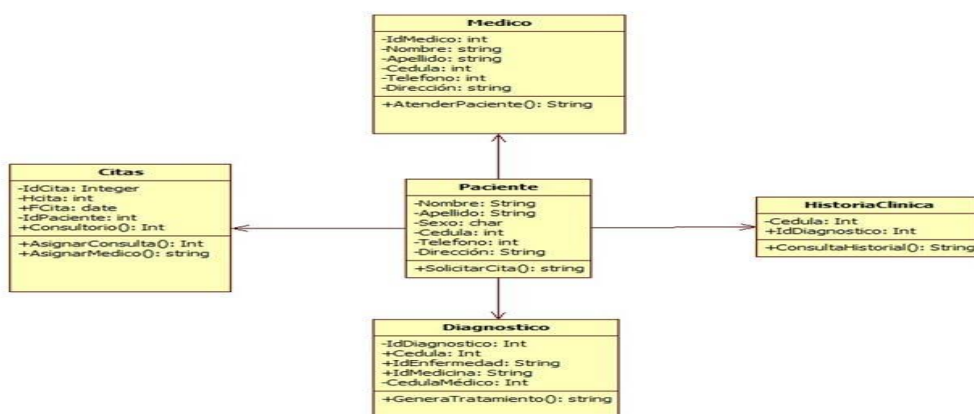 Medico
-IdMedico: int
-Nombre: string
-Apellido: string
-Cedula: int
-Telefono: int
-Dirección: string
+AtenderPaciente(): String
Citas
-IdCita: Integer
-Hcita: int
+FCita: date
-IdPaciente: int
+Consultorio(): Int
+AsignarConsulta(): Int
+AsignarMedico(): string
Paciente
-Nombre: String
-Apellido: String
-Sexo: char
-Cedula: int
-Telefono: int
-Dirección: String
+SolicitarCita(): string
HistoriaClinica
-Cedula: Int
+IdDiagnostico: Int
+ConsultaHistorial(): String
Diagnostico
-IdDiagnostico: Int
+Cedula: Int
+IdEnfermedad: String
+IdMedicina: String
-CedulaMédico: Int
+GeneraTratamiento(): string